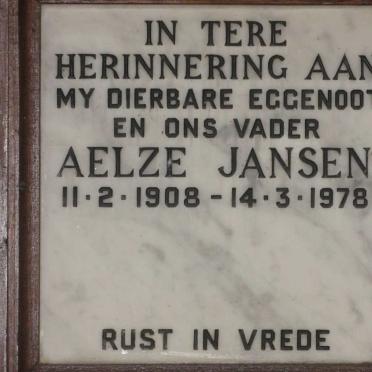 IN TERE
HERINNERING AAN
MY DIERBARE EGGENOOT
EN ONS VADER
AELZE JANSEN
11·2·1908 – 14·3·1978
RUST IN VREDE